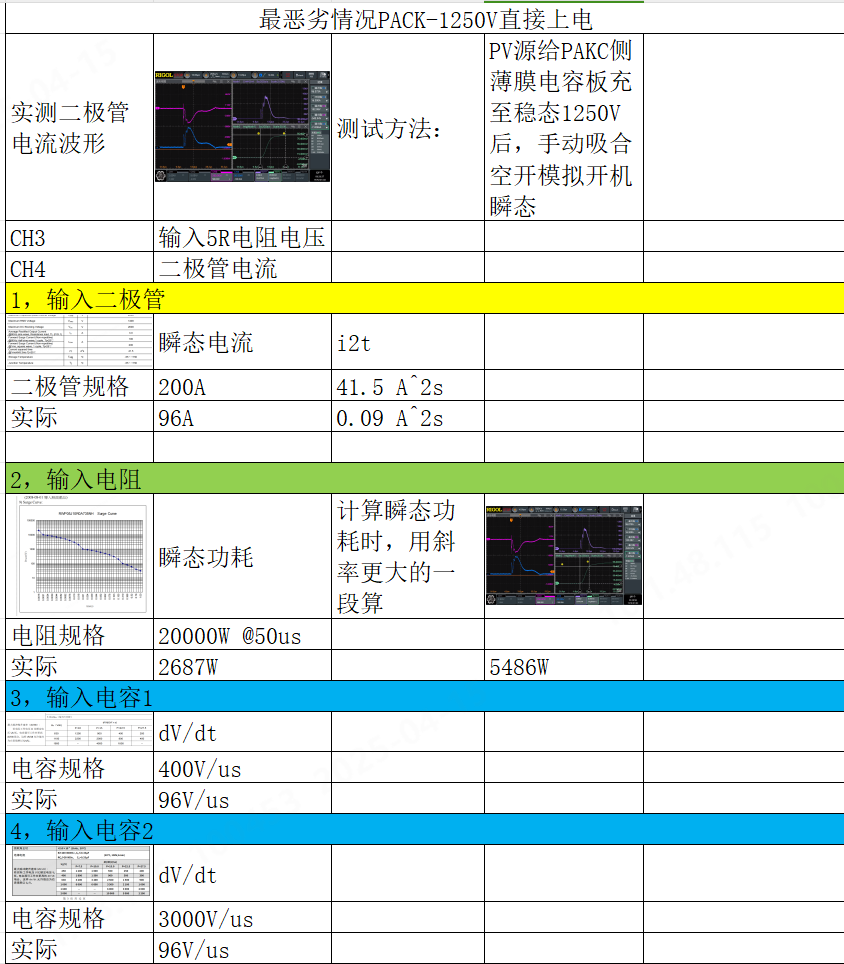 最恶劣情况PACK-1250V直接上电
实测二极管
电流波形
RIGOL
测试方法:
PV源给PAKC侧
薄膜电容板充
至稳态1250V
后，手动吸合
空开模拟开机
瞬态
CH3
输入5R电阻电压
CH4
二极管电流
1，输入二极管
瞬态电流
i2t
二极管规格
200A
41.5 A^2s
实际
96A
0.09 A^2s
2，输入电阻
Surge Curve
瞬态功耗
计算瞬态功
耗时，用斜
率更大的一
段算
电阻规格
20000W @50us
实际
2687W
5486W
3，输入电容1
dV/dt
电容规格
400V/us
实际
96V/us
4，输入电容2
dV/dt
电容规格
3000V/us
实际
96V/us